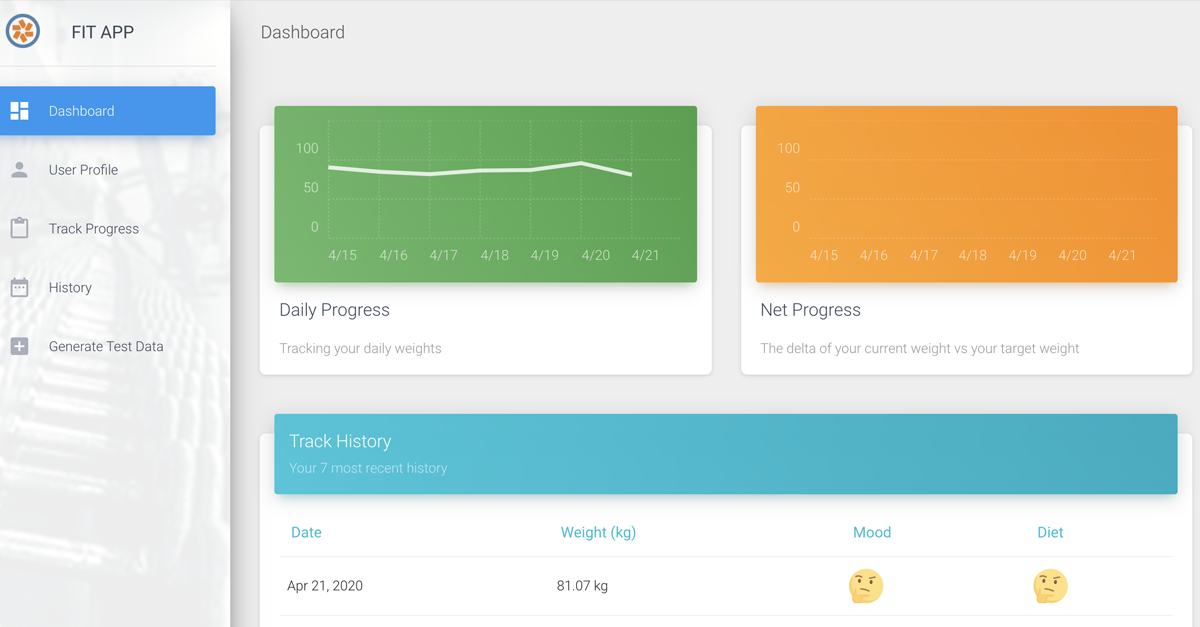 FIT APP
Dashboard
User Profile
Track Progress
History
Generate Test Data
Dashboard
100
50
0
4/15 4/16 4/17 4/18 4/19 4/20 4/21
Daily Progress
Tracking your daily weights
100
50
0
4/15 4/16 4/17 4/18 4/19 4/20 4/21
Net Progress
The delta of your current weight vs your target weight
Track History
Your 7 most recent history
Date Weight (kg) Mood Diet
Apr 21, 2020 81.07 kg